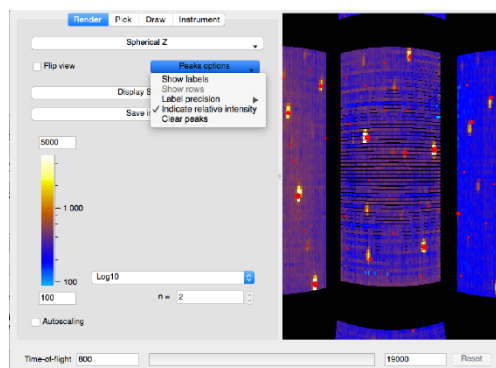 Render Pick Draw Instrument
Spherical Z
Flip view Peaks options
Show labels
Display S Show rows
Label precision
✓ Indicate relative intensity
Save i Clear peaks
5000
1 000
100
Log10
100 n = 2
Autoscaling
Time-of-flight 800 19000 Reset